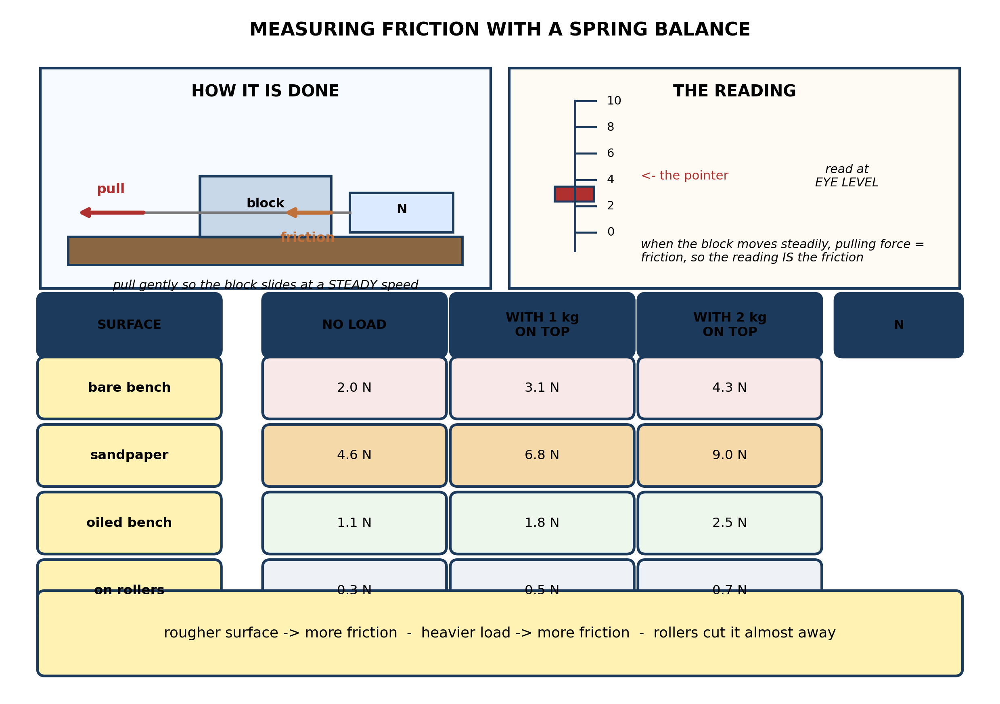 MEASURING FRICTION WITH A SPRING BALANCE
HOW IT IS DONE
pull
block
N
friction
pull gently so the block slides at a STEADY speed
THE READING
10
8
6
4
2
0
<- the pointer
read at
EYE LEVEL
when the block moves steadily, pulling force =
friction, so the reading IS the friction
SURFACE
NO LOAD
WITH 1 kg
ON TOP
WITH 2 kg
ON TOP
N
bare bench
2.0 N
3.1 N
4.3 N
sandpaper
4.6 N
6.8 N
9.0 N
oiled bench
1.1 N
1.8 N
2.5 N
on rollers
0.3 N
0.5 N
0.7 N
rougher surface -> more friction - heavier load -> more friction - rollers cut it almost away